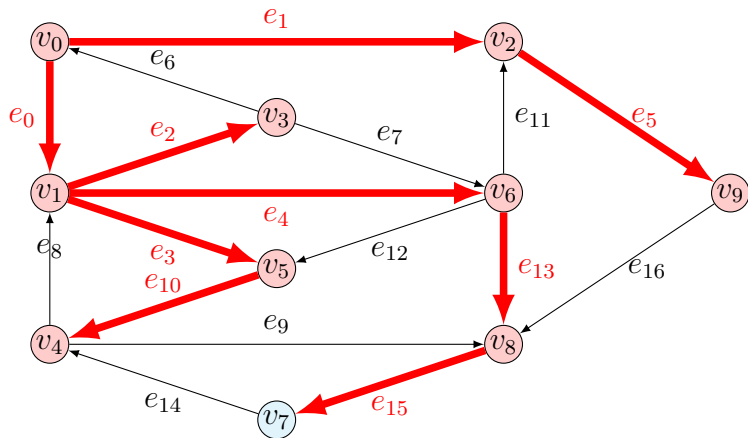 e₁
v₀
v₂
e₆
e₀
e₂
v₃
e₇
e₁₁
e₅
v₁
v₆
v₉
e₄
e₈
e₃
e₁₂
e₁₀
v₅
e₁₃
e₁₆
e₉
v₄
v₈
e₁₄
v₇
e₁₅